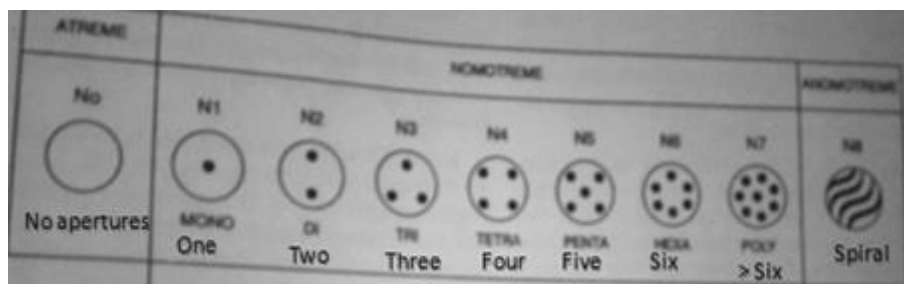 ATREME
NOMOTREME
ANOMOTREME
No
N1
N2
N3
N4
N5
N6
N7
N8
MONO
DI
TRI
TETRA
PENTA
HEXA
POLY
No apertures
One
Two
Three
Four
Five
Six
> Six
Spiral